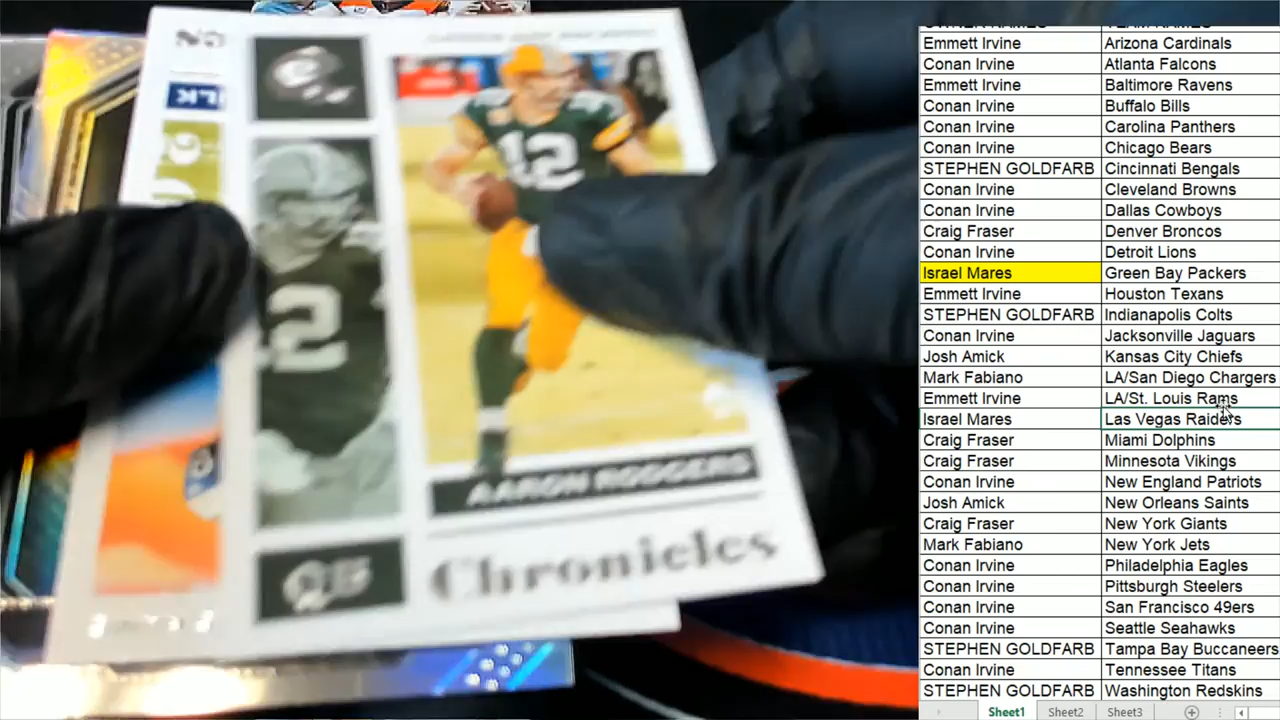 12
2
AARON RODGERS
QB
Chronicles
OWNER NAMES TEAM NAMES
Emmett Irvine Arizona Cardinals
Conan Irvine Atlanta Falcons
Emmett Irvine Baltimore Ravens
Conan Irvine Buffalo Bills
Conan Irvine Carolina Panthers
Conan Irvine Chicago Bears
STEPHEN GOLDFARB Cincinnati Bengals
Conan Irvine Cleveland Browns
Conan Irvine Dallas Cowboys
Craig Fraser Denver Broncos
Conan Irvine Detroit Lions
Israel Mares Green Bay Packers
Emmett Irvine Houston Texans
STEPHEN GOLDFARB Indianapolis Colts
Conan Irvine Jacksonville Jaguars
Josh Amick Kansas City Chiefs
Mark Fabiano LA/San Diego Chargers
Emmett Irvine LA/St. Louis Rams
Israel Mares Las Vegas Raiders
Craig Fraser Miami Dolphins
Craig Fraser Minnesota Vikings
Conan Irvine New England Patriots
Josh Amick New Orleans Saints
Craig Fraser New York Giants
Mark Fabiano New York Jets
Conan Irvine Philadelphia Eagles
Conan Irvine Pittsburgh Steelers
Conan Irvine San Francisco 49ers
Conan Irvine Seattle Seahawks
STEPHEN GOLDFARB Tampa Bay Buccaneers
Conan Irvine Tennessee Titans
STEPHEN GOLDFARB Washington Redskins
Sheet1 Sheet2 Sheet3